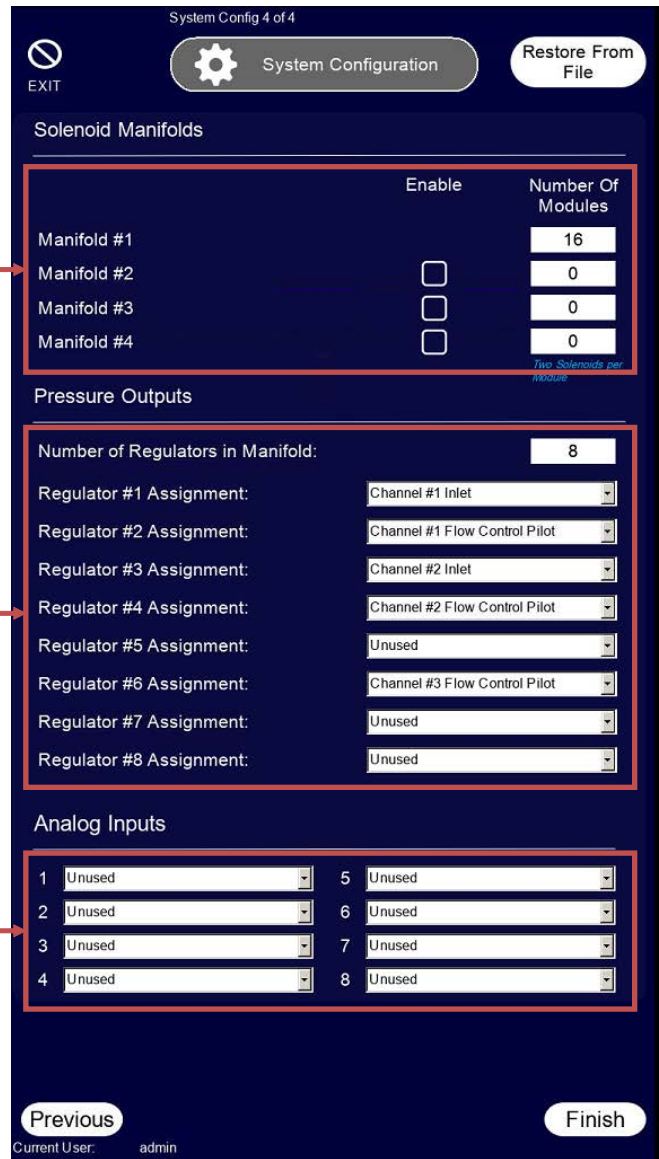 System Config 4 of 4
EXIT
System Configuration
Restore From
File
Solenoid Manifolds
Enable
Number Of
Modules
Manifold #1
16
Manifold #2
0
Manifold #3
0
Manifold #4
0
Two Solenoids per
Module
Pressure Outputs
Number of Regulators in Manifold:
8
Regulator #1 Assignment:
Channel #1 Inlet
Regulator #2 Assignment:
Channel #1 Flow Control Pilot
Regulator #3 Assignment:
Channel #2 Inlet
Regulator #4 Assignment:
Channel #2 Flow Control Pilot
Regulator #5 Assignment:
Unused
Regulator #6 Assignment:
Channel #3 Flow Control Pilot
Regulator #7 Assignment:
Unused
Regulator #8 Assignment:
Unused
Analog Inputs
1 Unused 5 Unused
2 Unused 6 Unused
3 Unused 7 Unused
4 Unused 8 Unused
Previous
Finish
Current User: admin